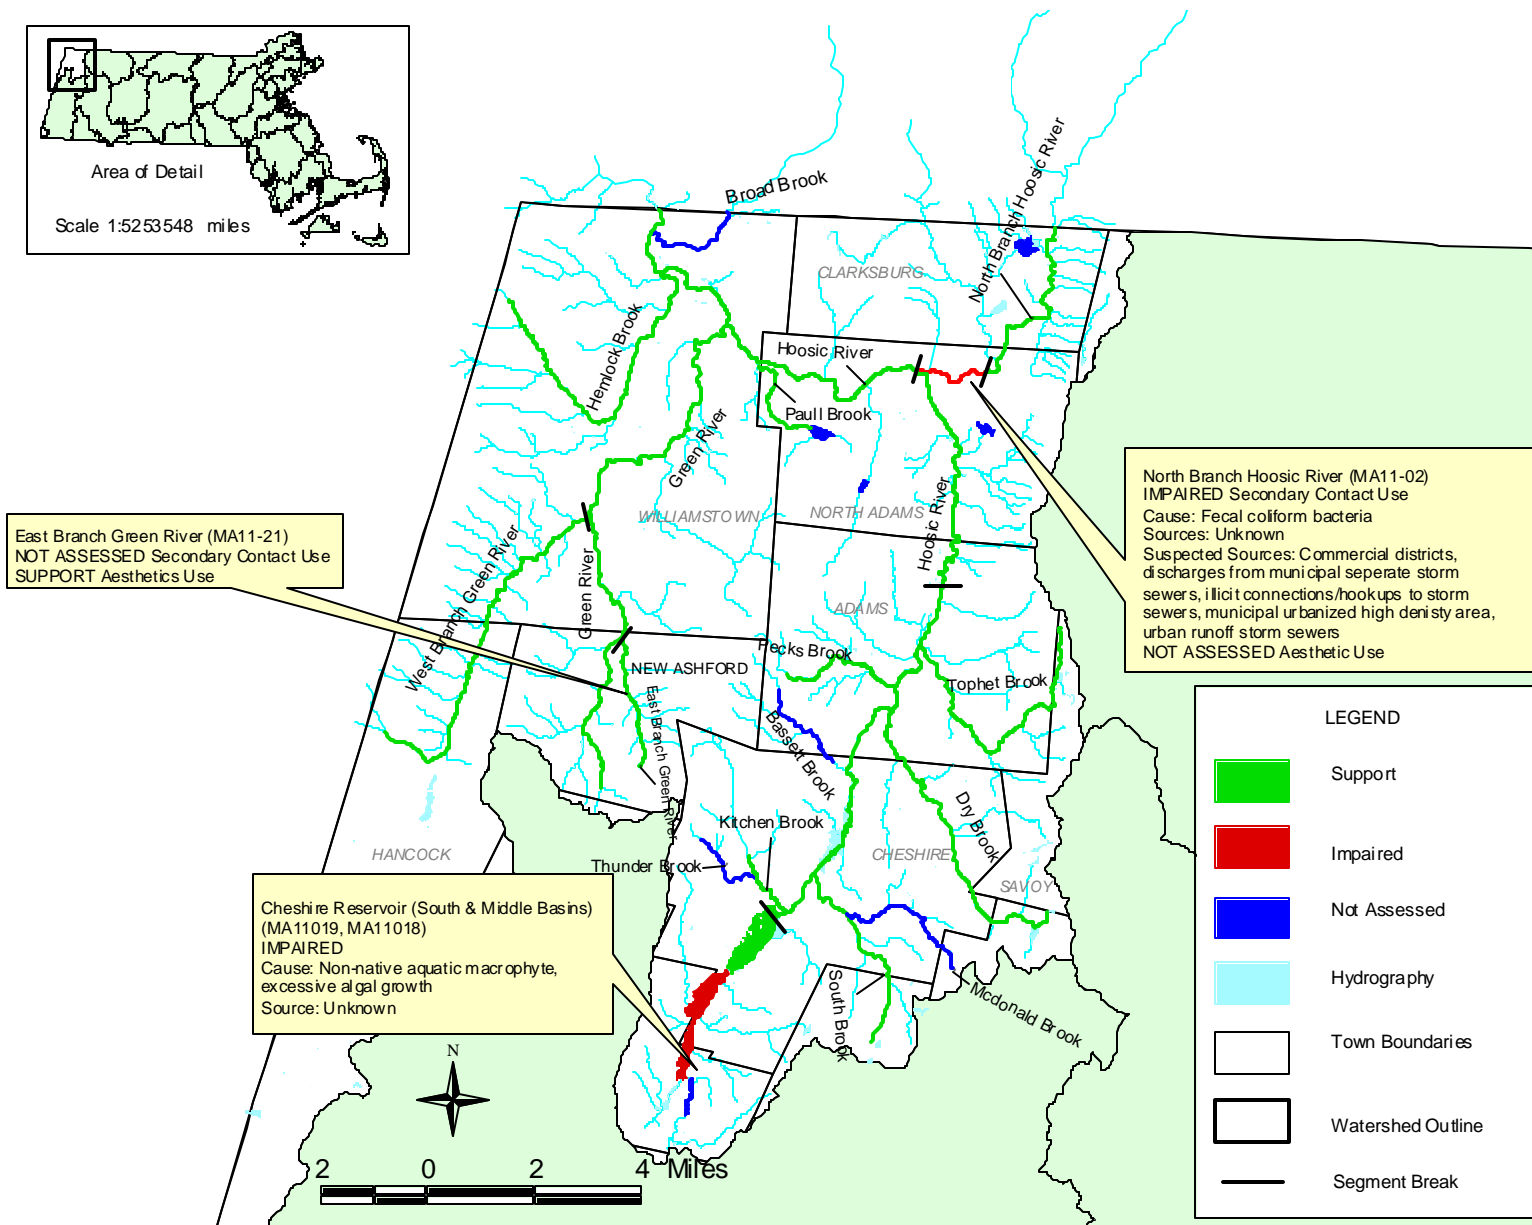 Area of Detail
Scale 1:5253548 miles
Broad Brook
North Branch Hoosic River
CLARKSBURG
Hemlock Brook
Hoosic River
Paull Brook
Green River
WILLIAMSTOWN
NORTH ADAMS
Hoosic River
North Branch Hoosic River (MA11-02)
IMPAIRED Secondary Contact Use
Cause: Fecal coliform bacteria
Sources: Unknown
Suspected Sources: Commercial districts,
discharges from municipal seperate storm
sewers, illicit connections/hookups to storm
sewers, municipal urbanized high denisty area,
urban runoff storm sewers
NOT ASSESSED Aesthetic Use
East Branch Green River (MA11-21)
NOT ASSESSED Secondary Contact Use
SUPPORT Aesthetics Use
West Branch Green River
Green River
ADAMS
Pecks Brook
NEW ASHFORD
Tophet Brook
East Branch Green River
Bassett Brook
Dry Brook
Kitchen Brook
Thunder Brook
HANCOCK
CHESHIRE
SAVOY
Cheshire Reservoir (South & Middle Basins)
(MA11019, MA11018)
IMPAIRED
Cause: Non-native aquatic macrophyte,
excessive algal growth
Source: Unknown
South Brook
Mcdonald Brook
N
2 0 2 4 Miles
LEGEND
Support
Impaired
Not Assessed
Hydrography
Town Boundaries
Watershed Outline
Segment Break